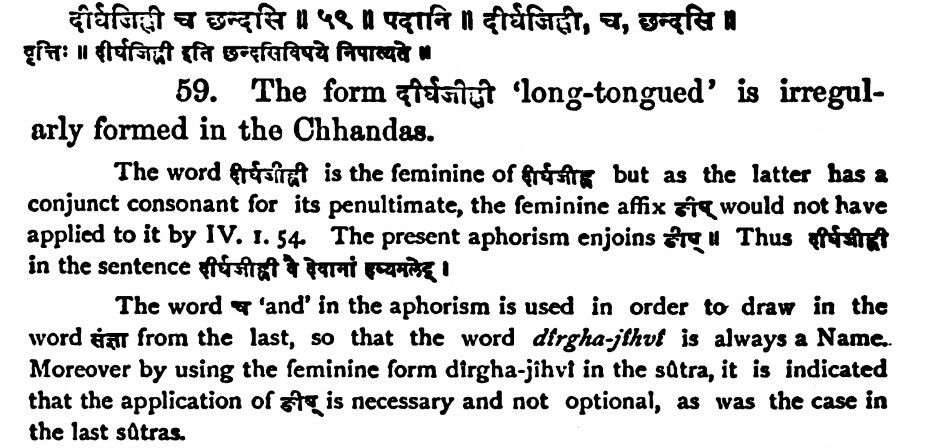 दीर्घजिह्वी च छन्दसि ॥ ५९ ॥ पदानि ॥ दीर्घजिह्वी, च, छन्दसि ॥
वृत्तिः ॥ दीर्घजिह्वी इति छन्दसिविषये निपात्यते ॥
59. The form दीर्घजीह्वी 'long-tongued' is irregul-
arly formed in the Chhandas.
The word दीर्घजीह्वी is the feminine of दीर्घजीह्व but as the latter has a
conjunct consonant for its penultimate, the feminine affix ङीष् would not have
applied to it by IV. 1. 54. The present aphorism enjoins ङीष् ॥ Thus दीर्घजीह्वी
in the sentence दीर्घजीह्वी वै देवानां हव्यमलेट् ।
The word च 'and' in the aphorism is used in order to draw in the
word संज्ञा from the last, so that the word dîrgha-jîhvî is always a Name.
Moreover by using the feminine form dîrgha-jîhvî in the sûtra, it is indicated
that the application of ङीष् is necessary and not optional, as was the case in
the last sûtras.